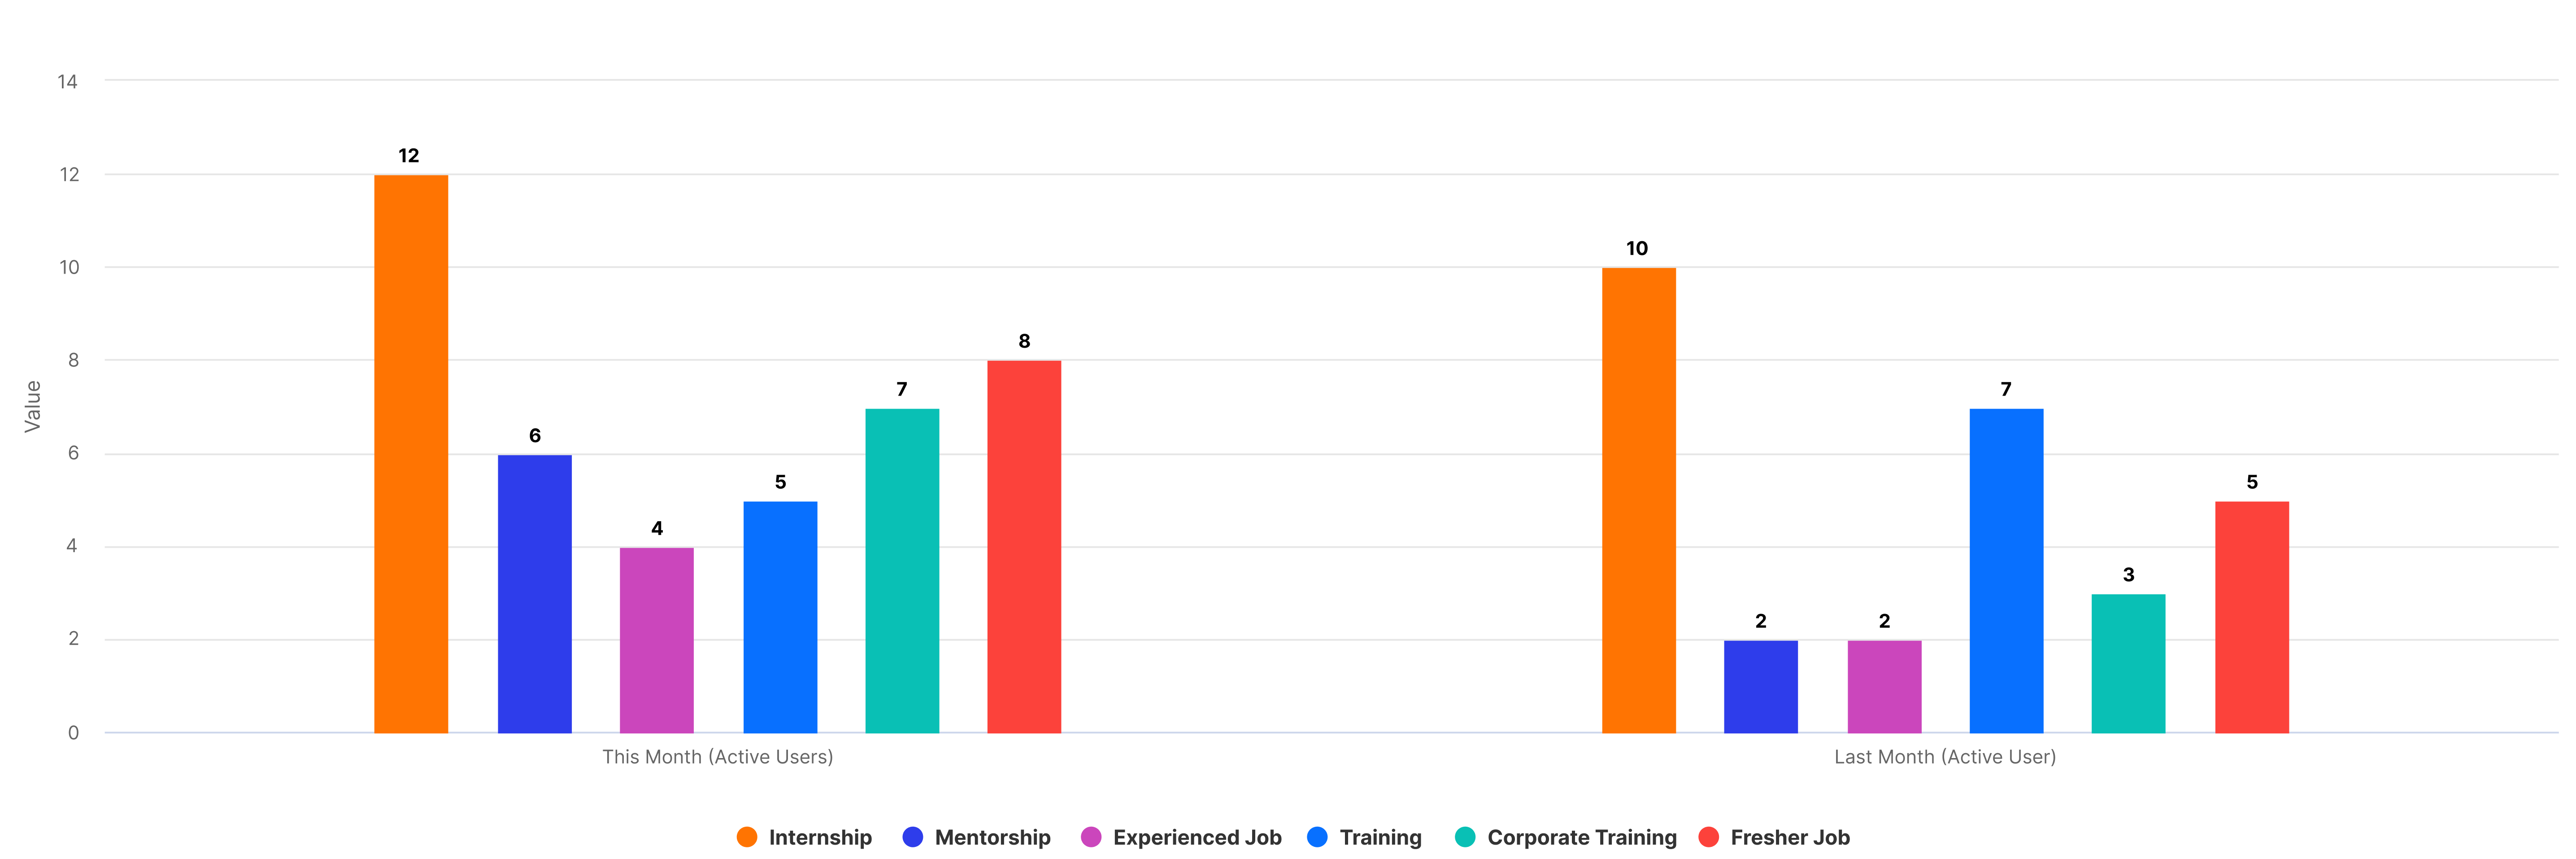 14
12
12
10
10
8
8
7
7
Value
6
6
5
5
4
4
3
2
2
2
0
This Month (Active Users)
Last Month (Active User)
Internship
Mentorship
Experienced Job
Training
Corporate Training
Fresher Job